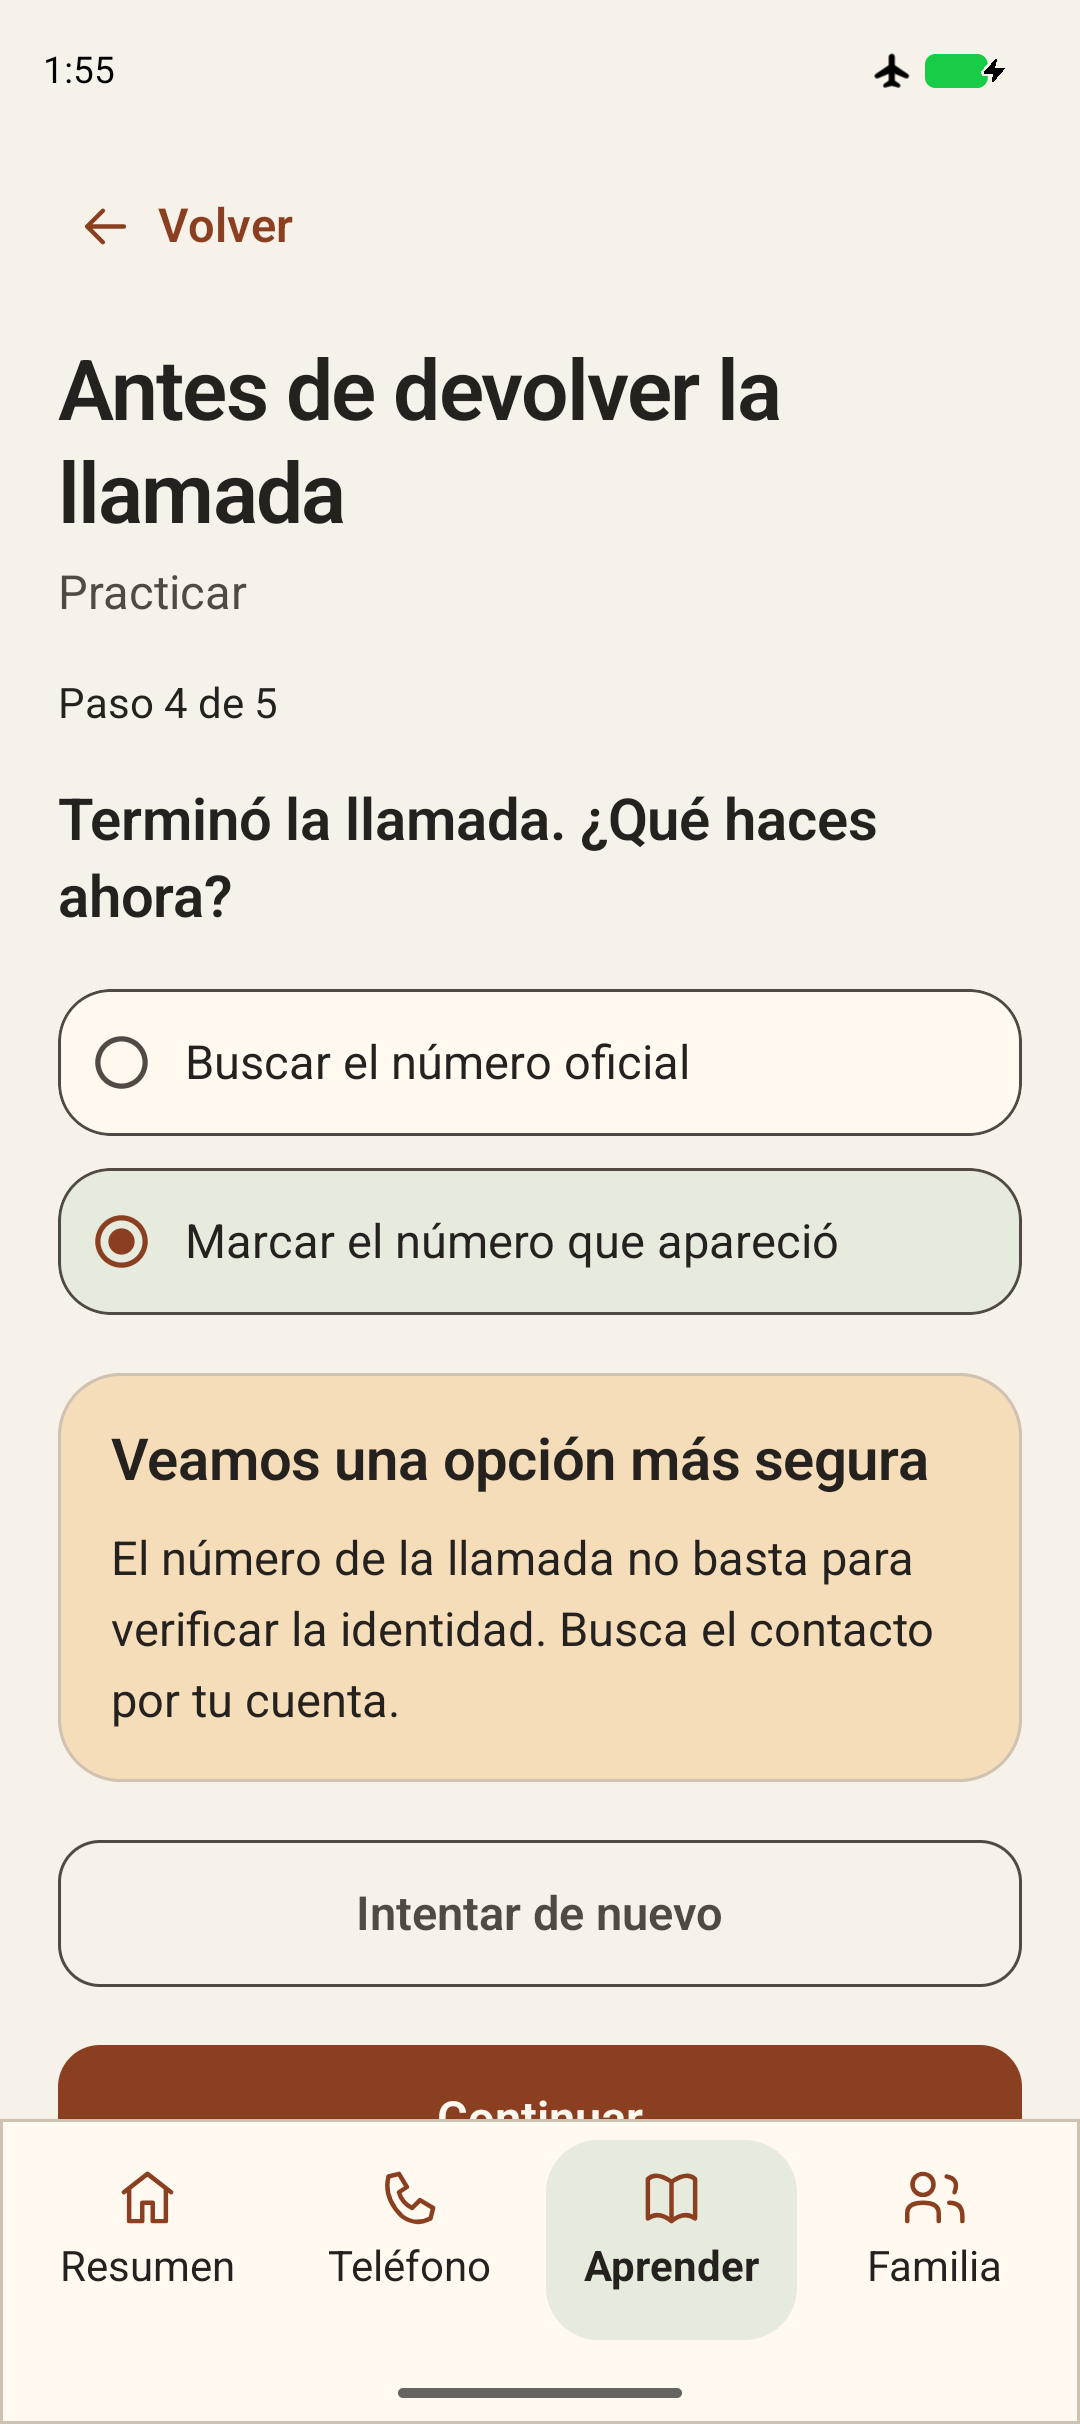 1:55
Volver
Antes de devolver la
llamada
Practicar
Paso 4 de 5
Terminó la llamada. ¿Qué haces
ahora?
Buscar el número oficial
Marcar el número que apareció
Veamos una opción más segura
El número de la llamada no basta para
verificar la identidad. Busca el contacto
por tu cuenta.
Intentar de nuevo
Continuar
Resumen
Teléfono
Aprender
Familia